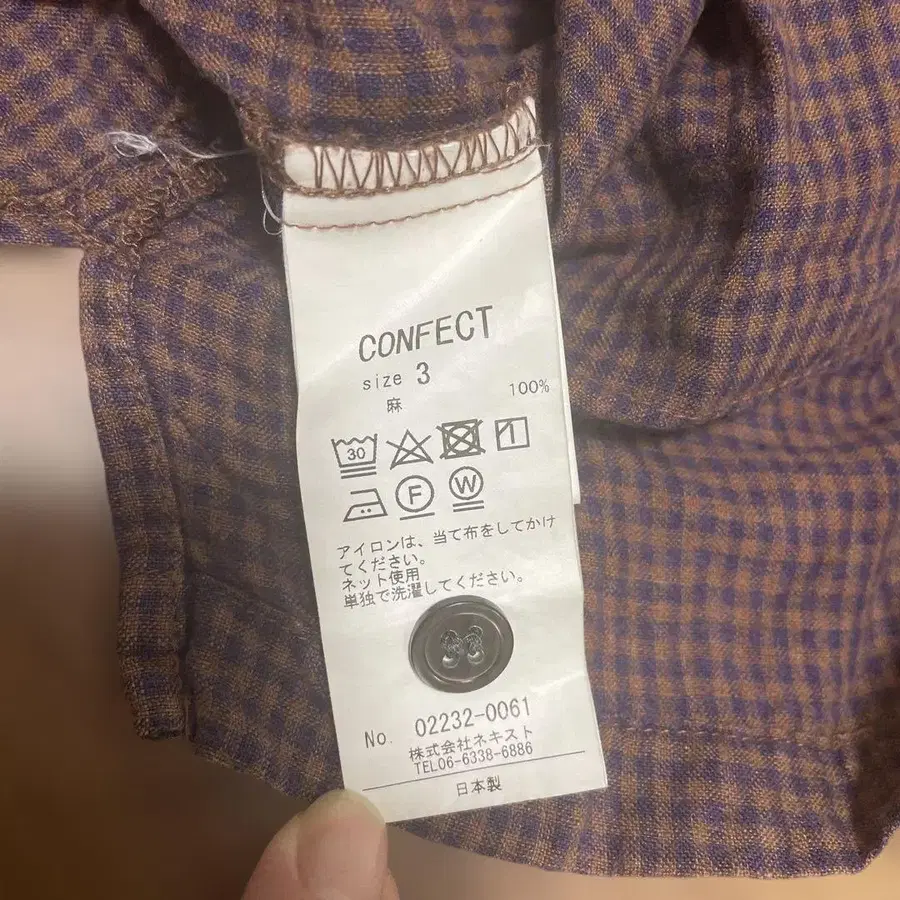 CONFECT
size 3
麻 100%
30
F W
アイロンは、当て布をしてかけ
てください。
ネット使用
単独で洗濯してください。
No. 02232-0061
株式会社ネキスト
TEL06-6338-6886
日本製